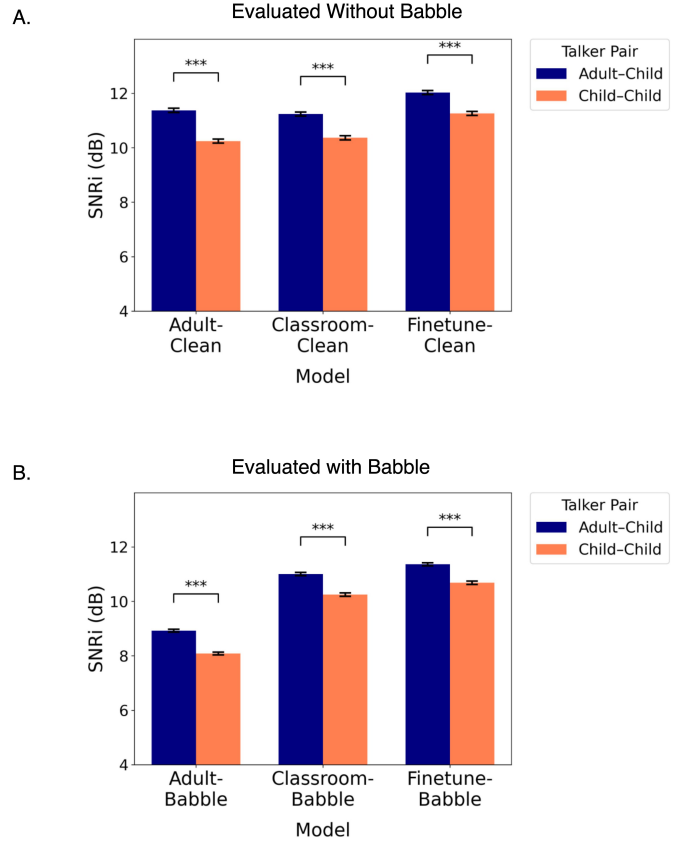 A.
Evaluated Without Babble
Talker Pair
Adult–Child
Child–Child
***
***
***
SNRi (dB)
12
10
8
6
4
Adult-
Clean
Classroom-
Clean
Finetune-
Clean
Model
B.
Evaluated with Babble
Talker Pair
Adult–Child
Child–Child
***
***
***
SNRi (dB)
12
10
8
6
4
Adult-
Babble
Classroom-
Babble
Finetune-
Babble
Model